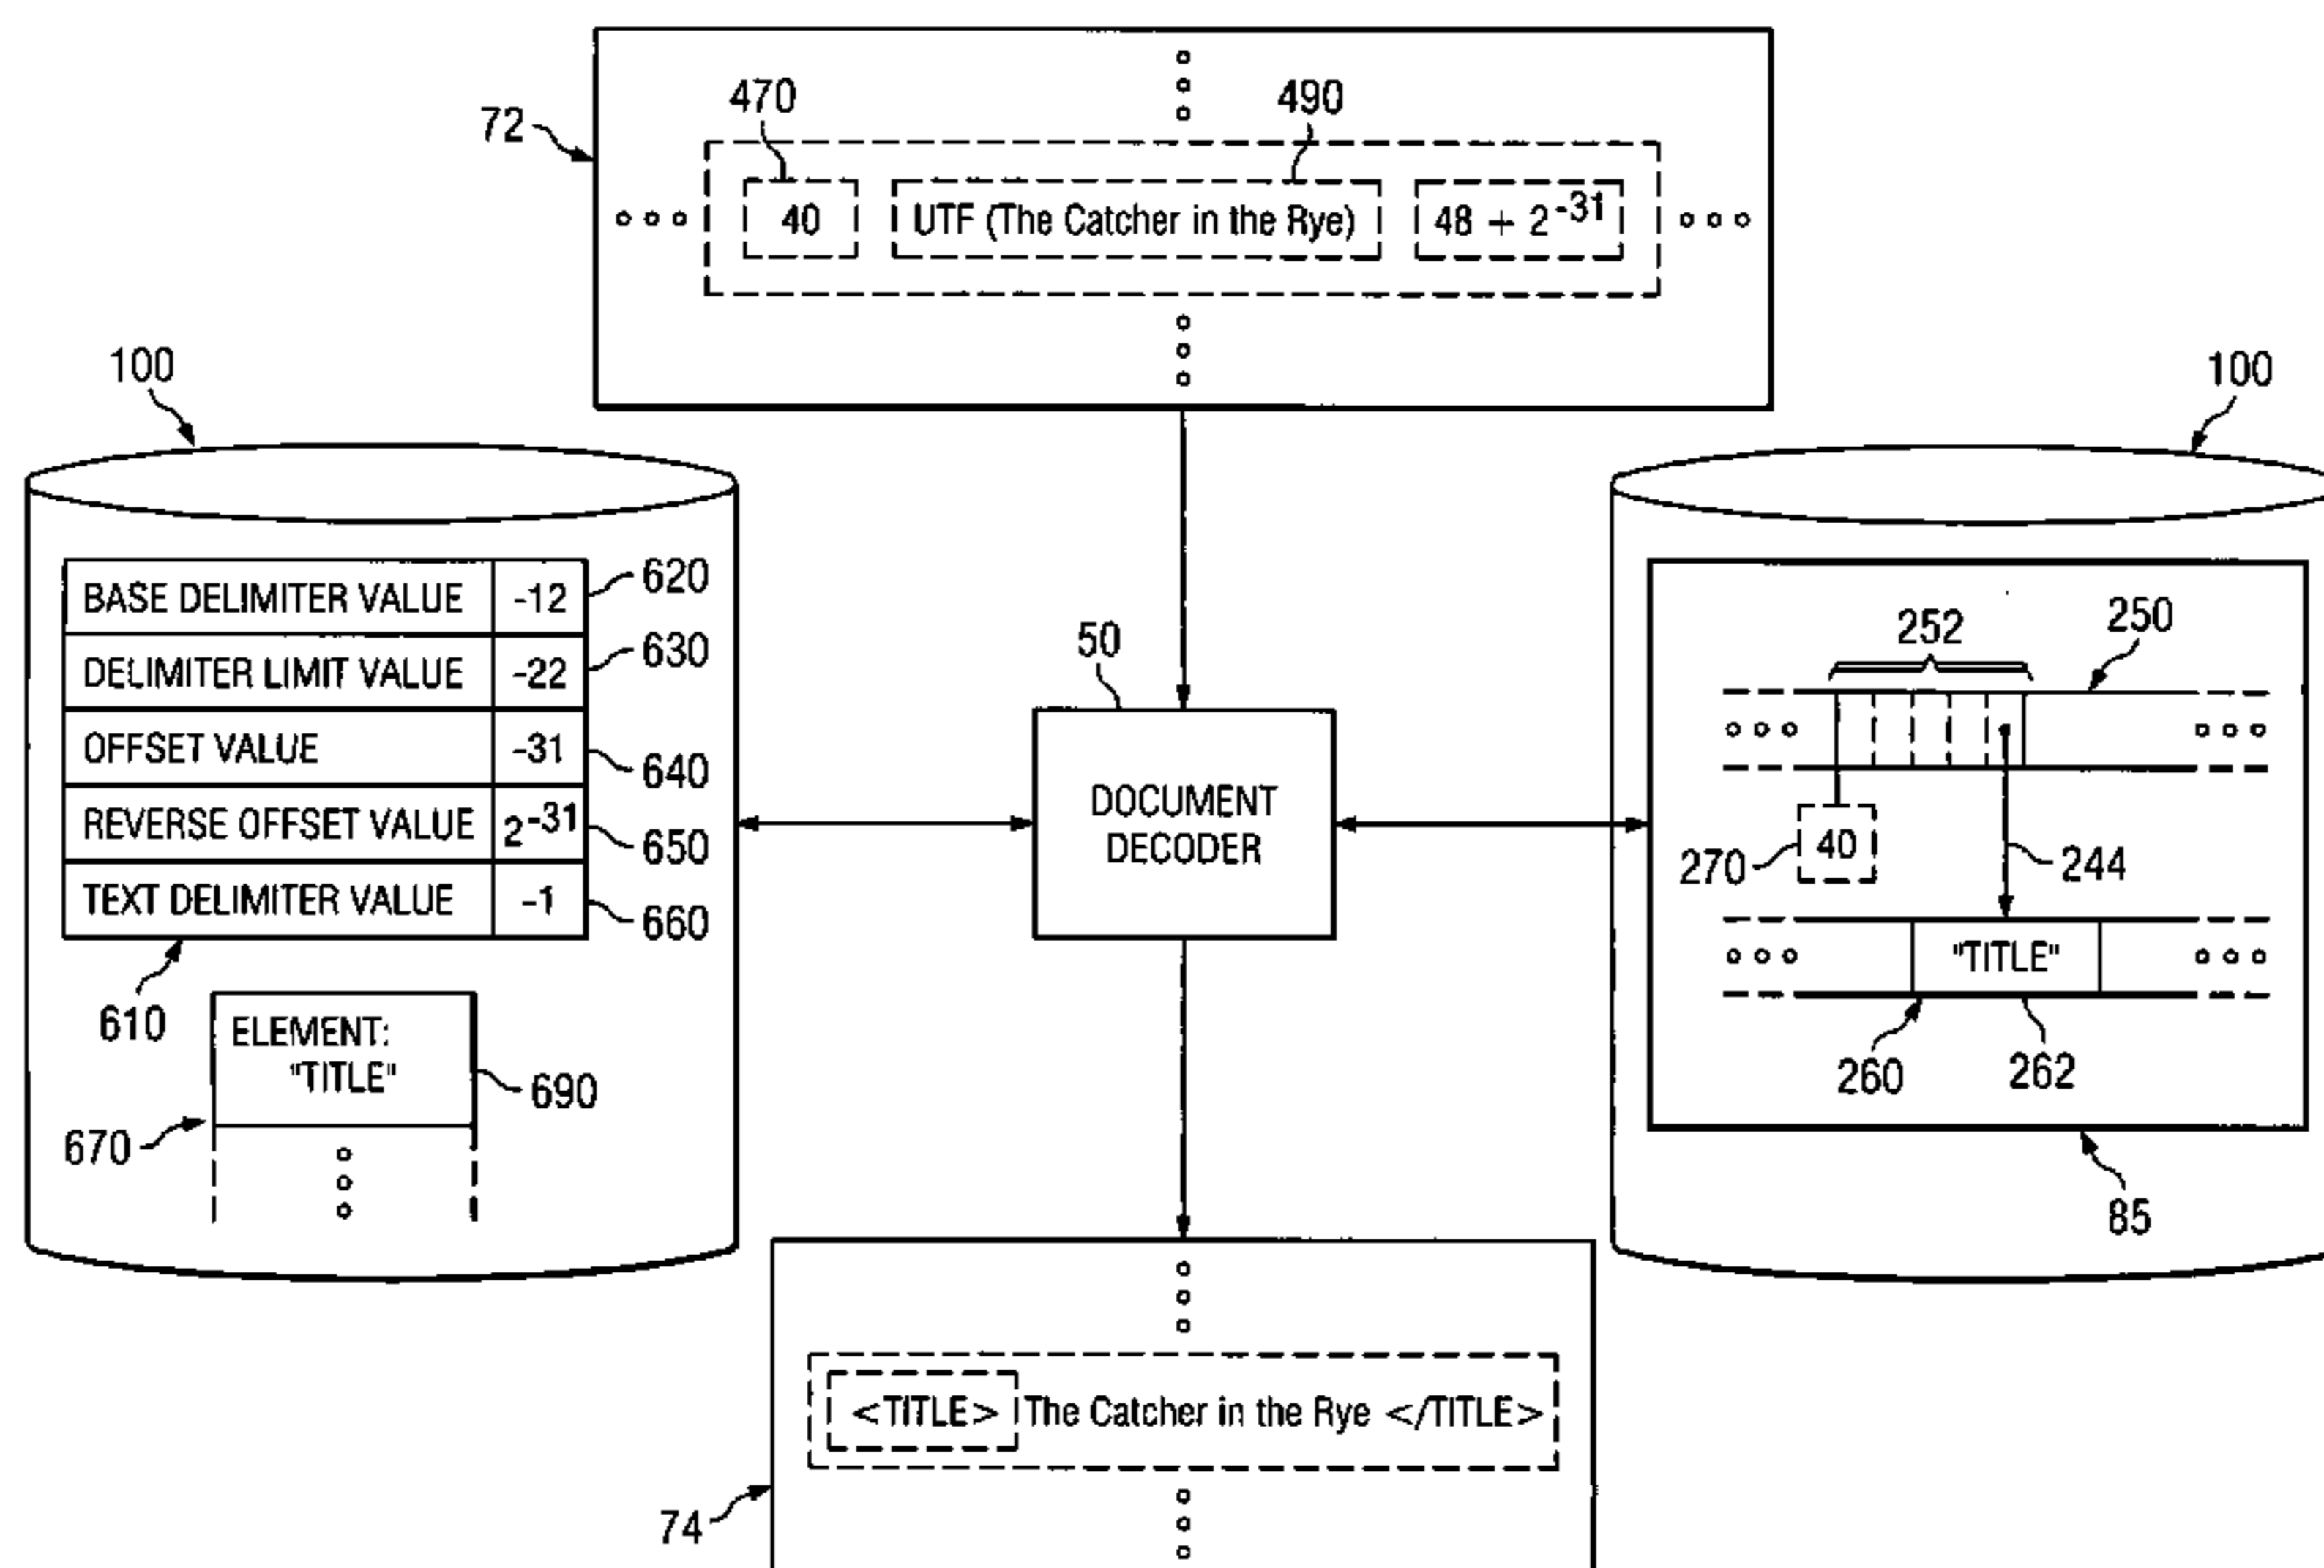 470
490
72
40
UTF (The Catcher in the Rye)
48 + 2^-31
100
100
BASE DELIMITER VALUE -12
620
DELIMITER LIMIT VALUE -22
630
OFFSET VALUE -31
640
REVERSE OFFSET VALUE 2^-31
650
TEXT DELIMITER VALUE -1
660
610
ELEMENT:
"TITLE"
690
670
50
DOCUMENT
DECODER
252
250
40
270
244
"TITLE"
260
262
85
<TITLE> The Catcher in the Rye </TITLE>
74